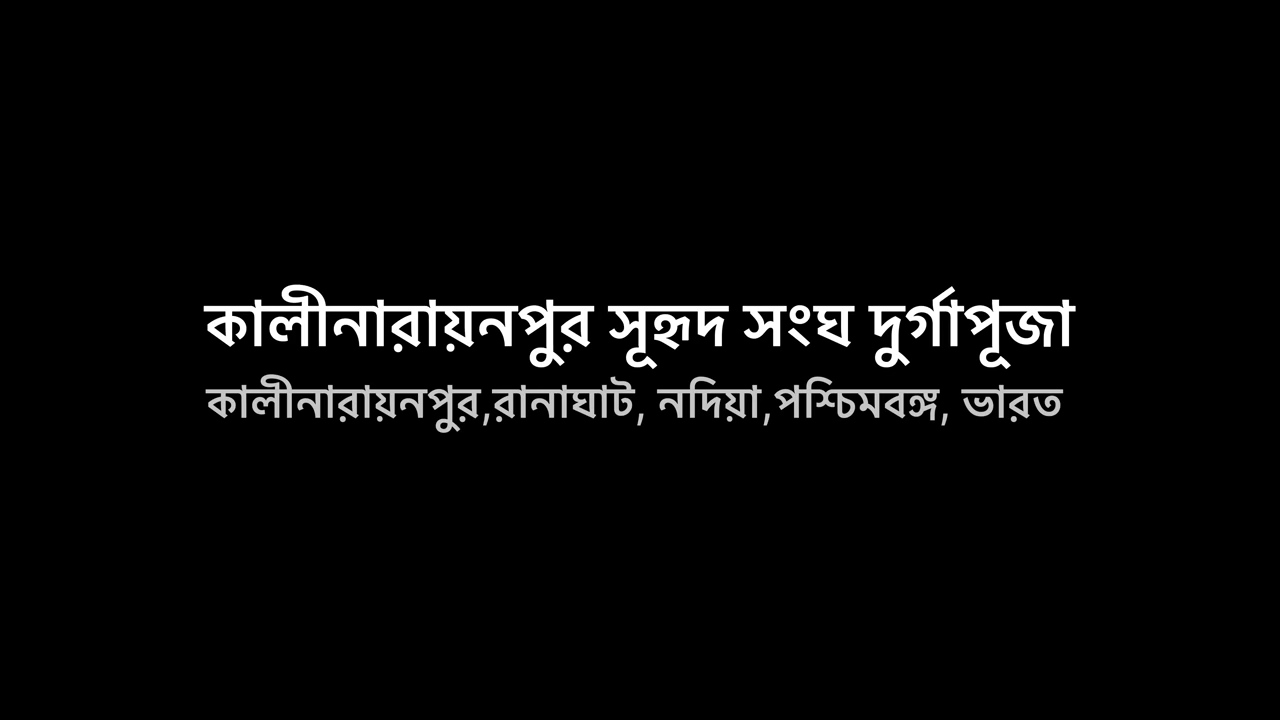 কালীনারায়নপুর সূহৃদ সংঘ দুর্গাপূজা
কালীনারায়নপুর,রানাঘাট, নদিয়া,পশ্চিমবঙ্গ, ভারত